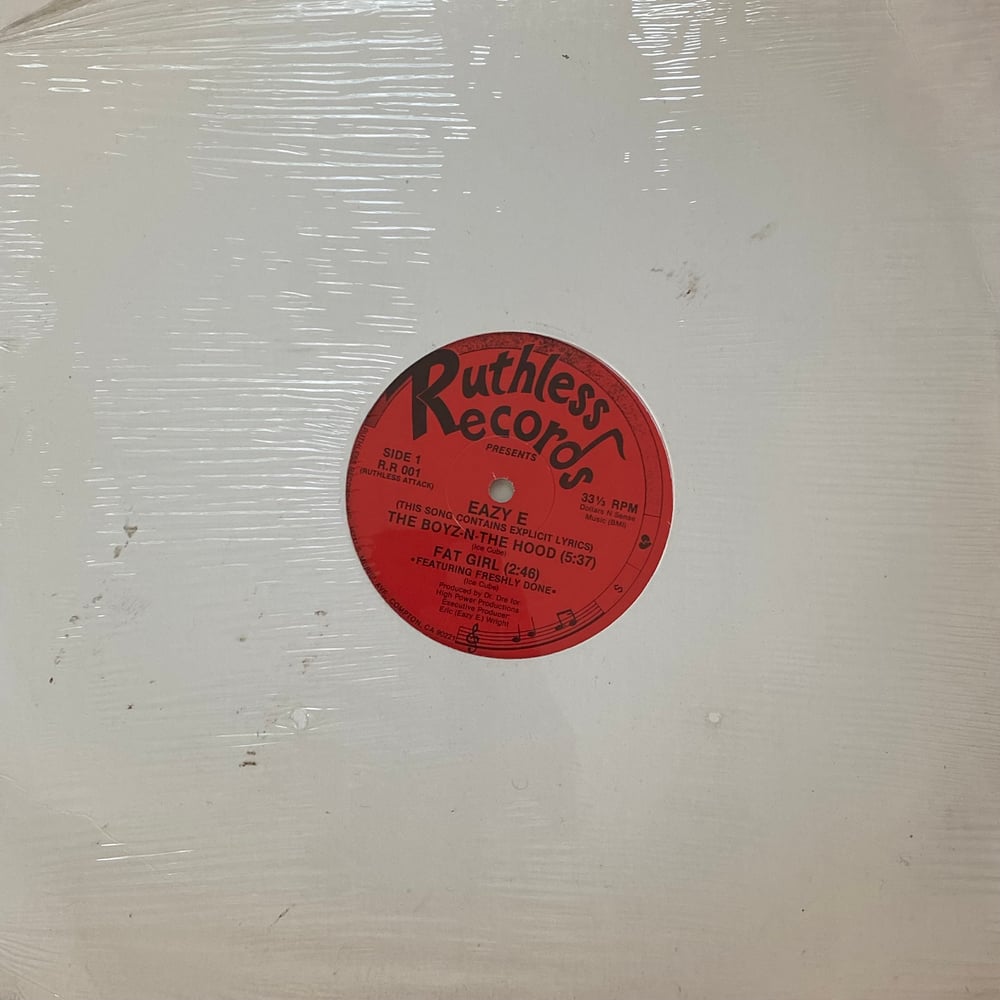 Ruthless
Records
PRESENTS
SIDE 1
R.R 001
(RUTHLESS ATTACK)
33⅓ RPM
Dollars N Sense
Music (BMI)
EAZY E
(THIS SONG CONTAINS EXPLICIT LYRICS)
THE BOYZ-N-THE HOOD (5:37)
(Ice Cube)
FAT GIRL (2:46)
•FEATURING FRESHLY DONE•
(Ice Cube)
Produced by Dr. Dre for
High Power Productions
Executive Producer:
Eric (Eazy E) Wright
AVE. COMPTON, CA 90221
S